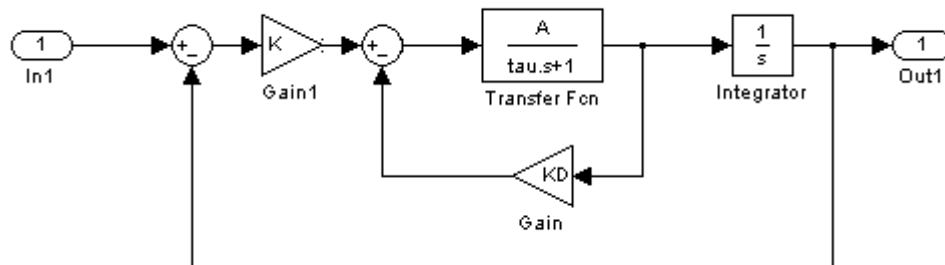 1
In1
+
−
K
Gain1
+
−
A
tau.s+1
Transfer Fcn
1
s
Integrator
1
Out1
KD
Gain